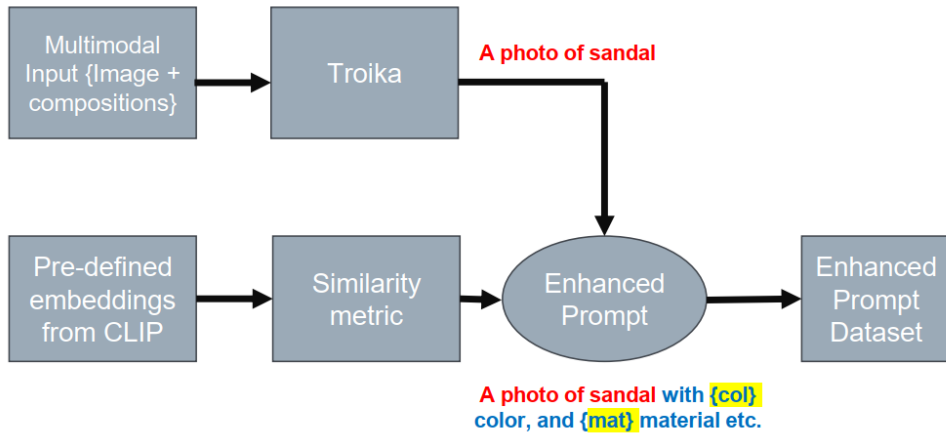 Multimodal
Input {Image +
compositions}
Troika
A photo of sandal
Pre-defined
embeddings
from CLIP
Similarity
metric
Enhanced
Prompt
Enhanced
Prompt
Dataset
A photo of sandal with {col}
color, and {mat} material etc.